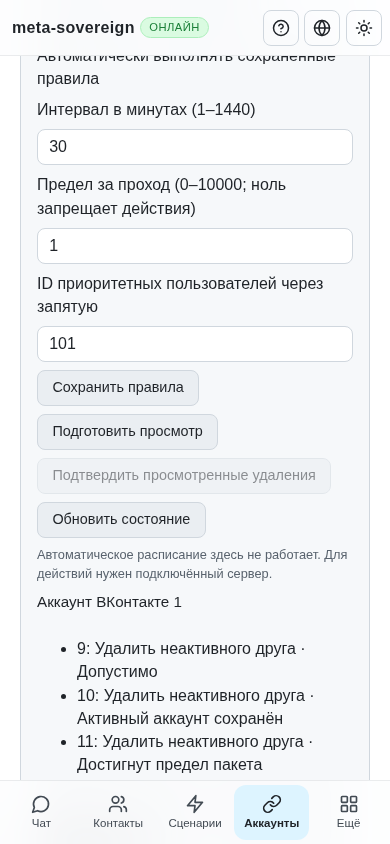 meta-sovereign ОНЛАЙН
Автоматически выполнять сохранённые
правила
Интервал в минутах (1–1440)
30
Предел за проход (0–10000; ноль
запрещает действия)
1
ID приоритетных пользователей через
запятую
101
Сохранить правила
Подготовить просмотр
Подтвердить просмотренные удаления
Обновить состояние
Автоматическое расписание здесь не работает. Для
действий нужен подключённый сервер.
Аккаунт ВКонтакте 1
9: Удалить неактивного друга ·
Допустимо
10: Удалить неактивного друга ·
Активный аккаунт сохранён
11: Удалить неактивного друга ·
Достигнут предел пакета
Чат Контакты Сценарии Аккаунты Ещё